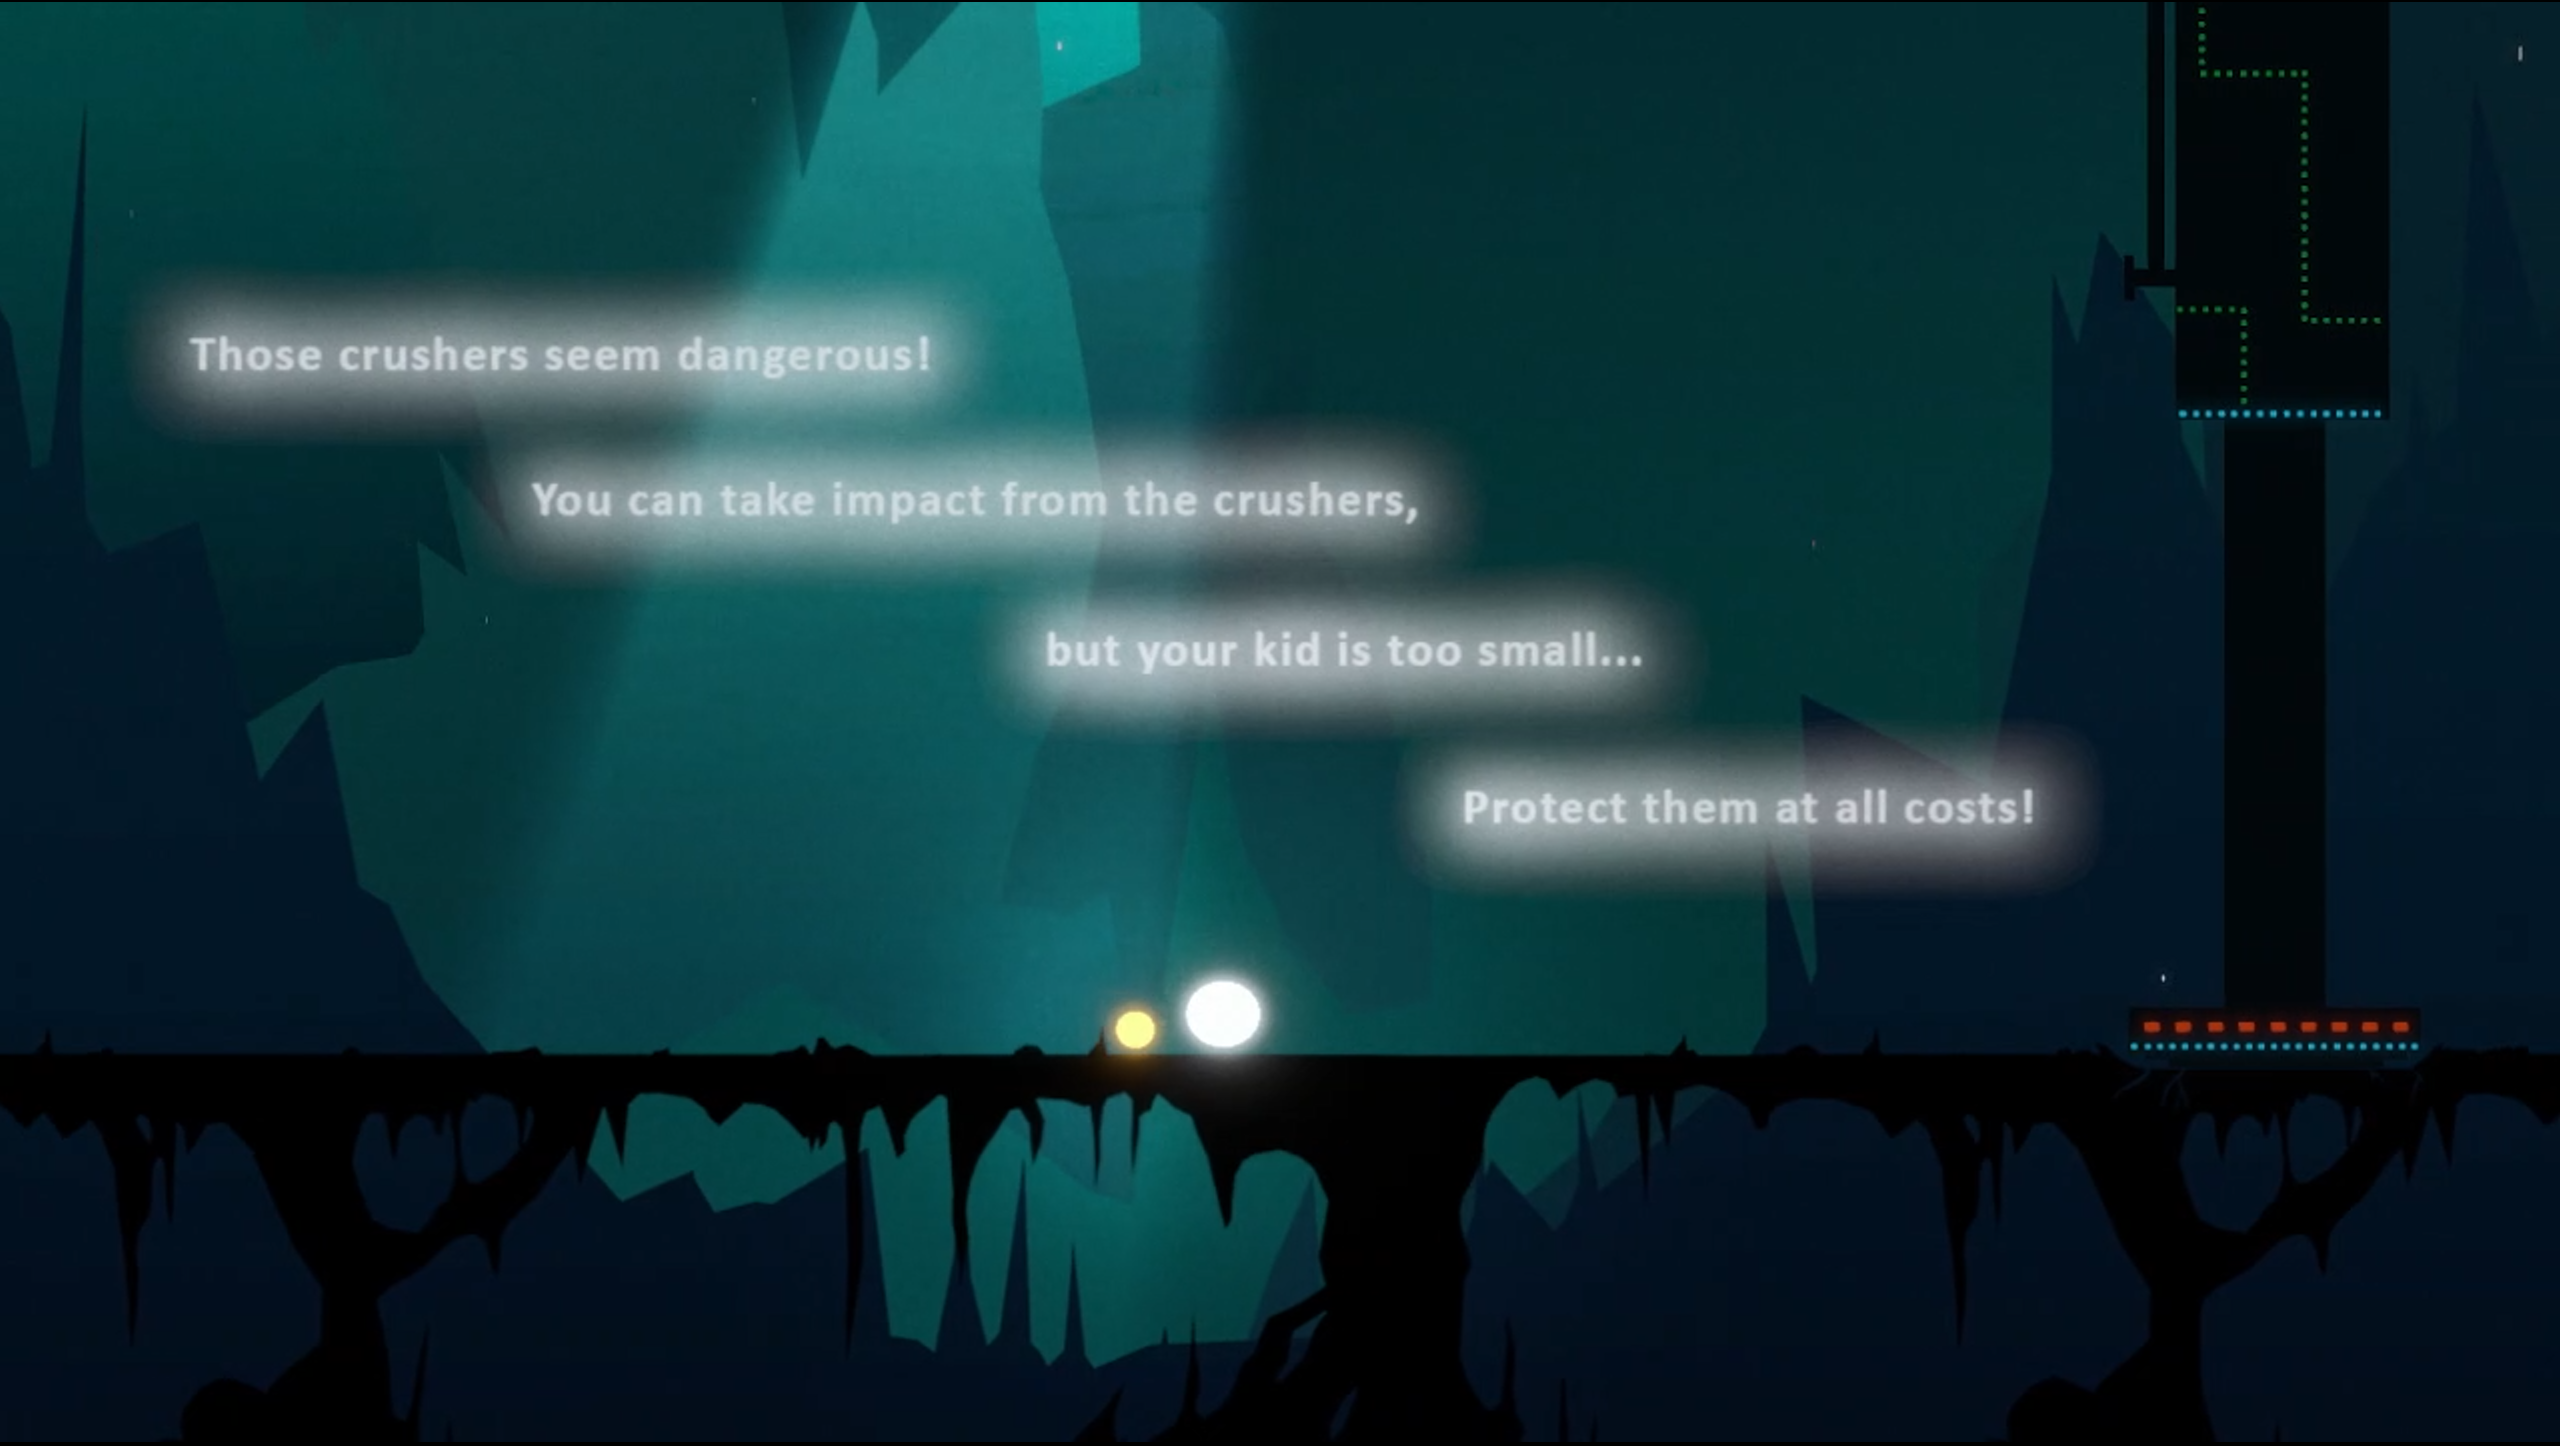 Those crushers seem dangerous!
You can take impact from the crushers,
but your kid is too small...
Protect them at all costs!